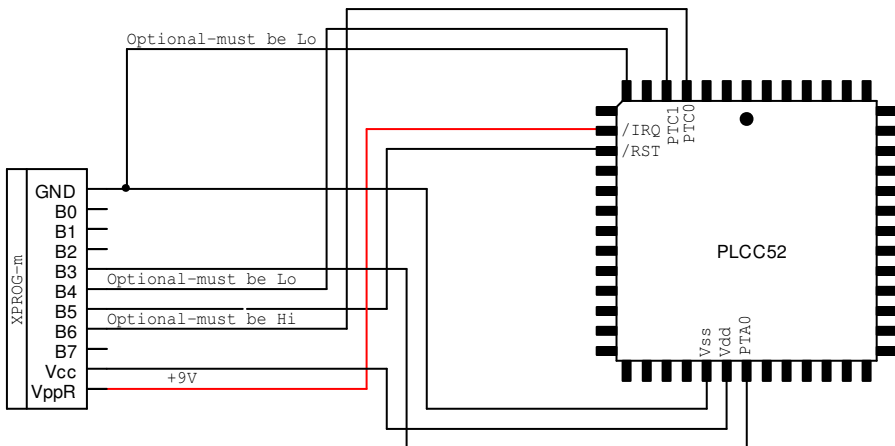 Optional-must be Lo
XPROG-m
GND
B0
B1
B2
B3
B4
B5
B6
B7
Vcc
VppR
Optional-must be Lo
Optional-must be Hi
+9V
/IRQ
/RST
PTC1
PTC0
PLCC52
Vss
Vdd
PTA0